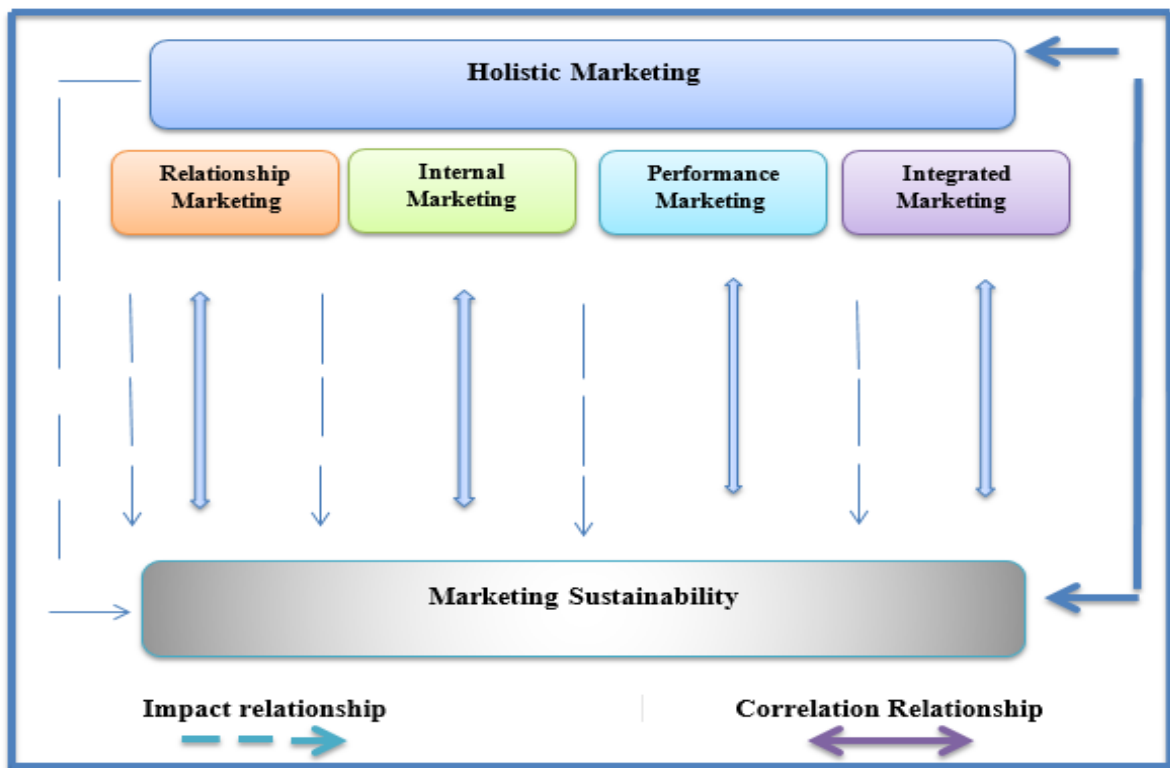 Holistic Marketing
Relationship
Marketing
Internal
Marketing
Performance
Marketing
Integrated
Marketing
Marketing Sustainability
Impact relationship
Correlation Relationship